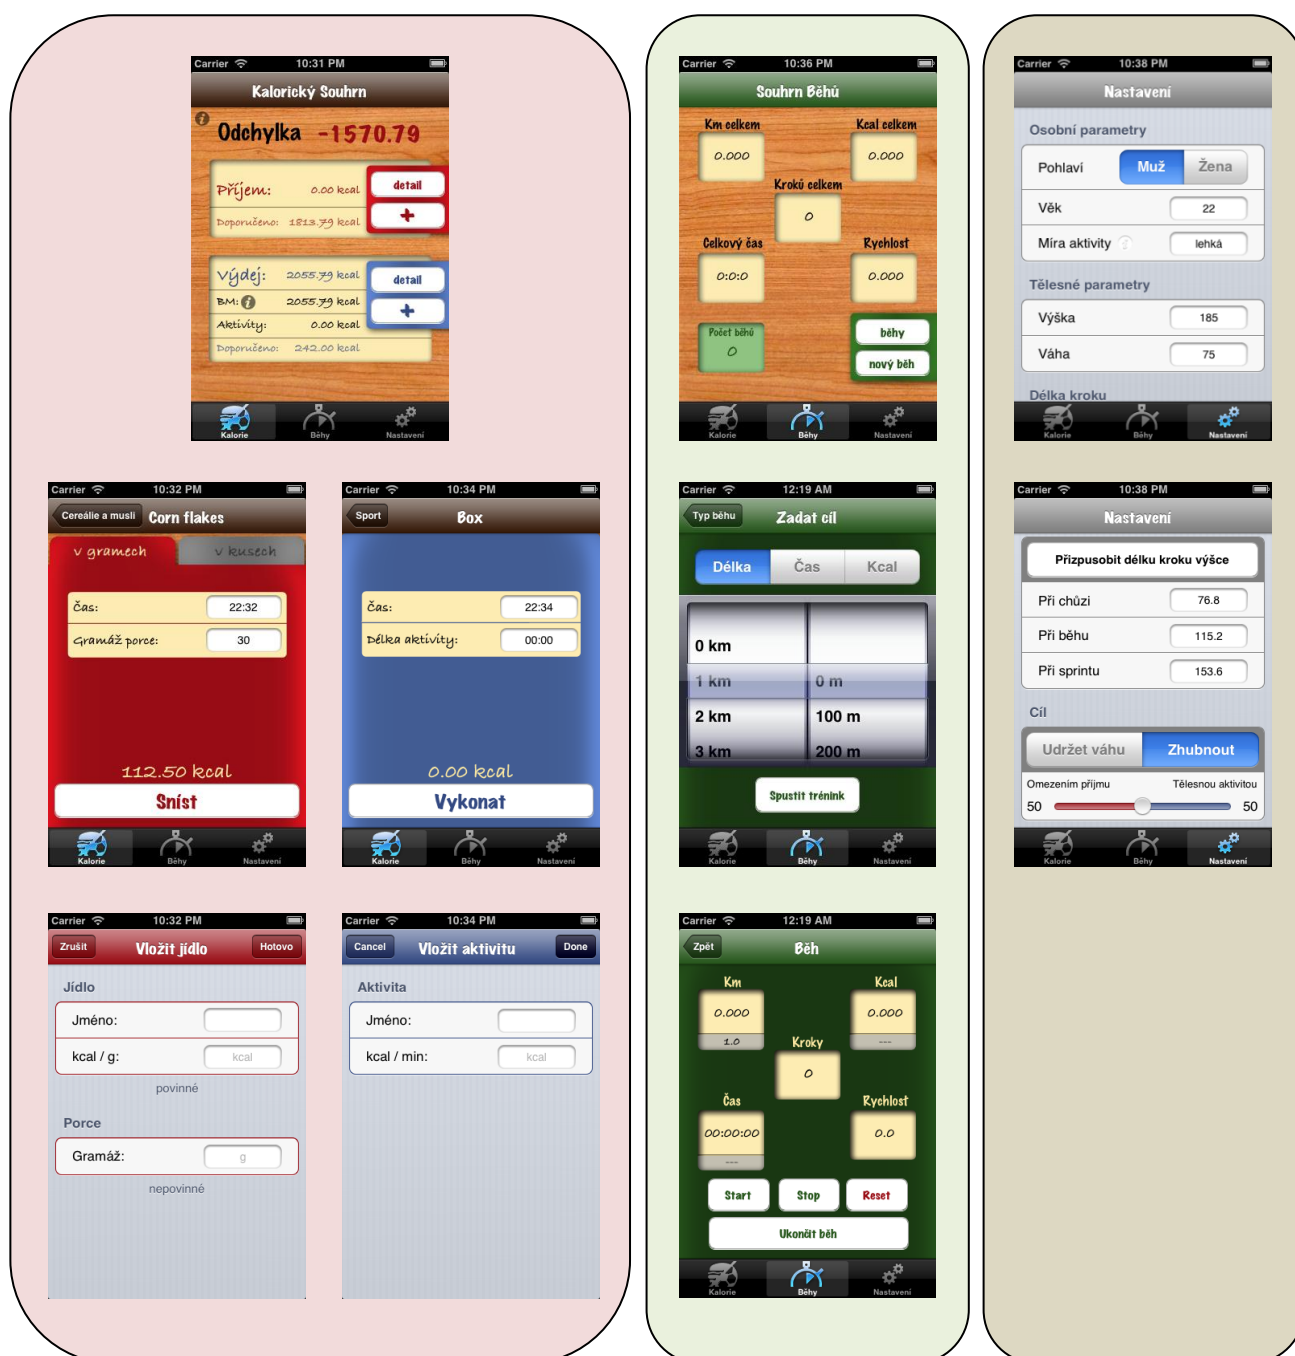 Carrier 10:31 PM
Kalorický Souhrn
Odchylka -1570.79
Příjem: 0.00 kcal
detail
Doporučeno: 1813.79 kcal
+
Výdej: 2055.79 kcal
detail
BM: 2055.79 kcal
+
Aktivity: 0.00 kcal
Doporučeno: 242.00 kcal
Kalorie Běhy Nastavení
Carrier 10:32 PM
Cereálie a musli Corn flakes
v gramech v kusech
Čas: 22:32
Gramáž porce: 30
112.50 kcal
Sníst
Kalorie Běhy Nastavení
Carrier 10:34 PM
Sport Box
Čas: 22:34
Délka aktivity: 00:00
0.00 kcal
Vykonat
Kalorie Běhy Nastavení
Carrier 10:32 PM
Zrušit Vložit jídlo Hotovo
Jídlo
Jméno:
kcal / g: kcal
povinné
Porce
Gramáž: g
nepovinné
Carrier 10:34 PM
Cancel Vložit aktivitu Done
Aktivita
Jméno:
kcal / min: kcal
Carrier 10:36 PM
Souhrn Běhů
Km celkem Kcal celkem
0.000 0.000
Kroků celkem
0
Celkový čas Rychlost
0:0:0 0.000
Počet běhů
0
běhy
nový běh
Kalorie Běhy Nastavení
Carrier 12:19 AM
Typ běhu Zadat cíl
Délka Čas Kcal
0 km
1 km 0 m
2 km 100 m
3 km 200 m
Spustit trénink
Kalorie Běhy Nastavení
Carrier 12:19 AM
Zpět Běh
Km Kcal
0.000 0.000
1.0 ---
Kroky
0
Čas Rychlost
00:00:00 0.0
---
Start Stop Reset
Ukončit běh
Kalorie Běhy Nastavení
Carrier 10:38 PM
Nastavení
Osobní parametry
Pohlaví Muž Žena
Věk 22
Míra aktivity lehká
Tělesné parametry
Výška 185
Váha 75
Délka kroku
Kalorie Běhy Nastavení
Carrier 10:38 PM
Nastavení
Přizpusobit délku kroku výšce
Při chůzi 76.8
Při běhu 115.2
Při sprintu 153.6
Cíl
Udržet váhu Zhubnout
Omezením příjmu Tělesnou aktivitou
50 50
Kalorie Běhy Nastavení